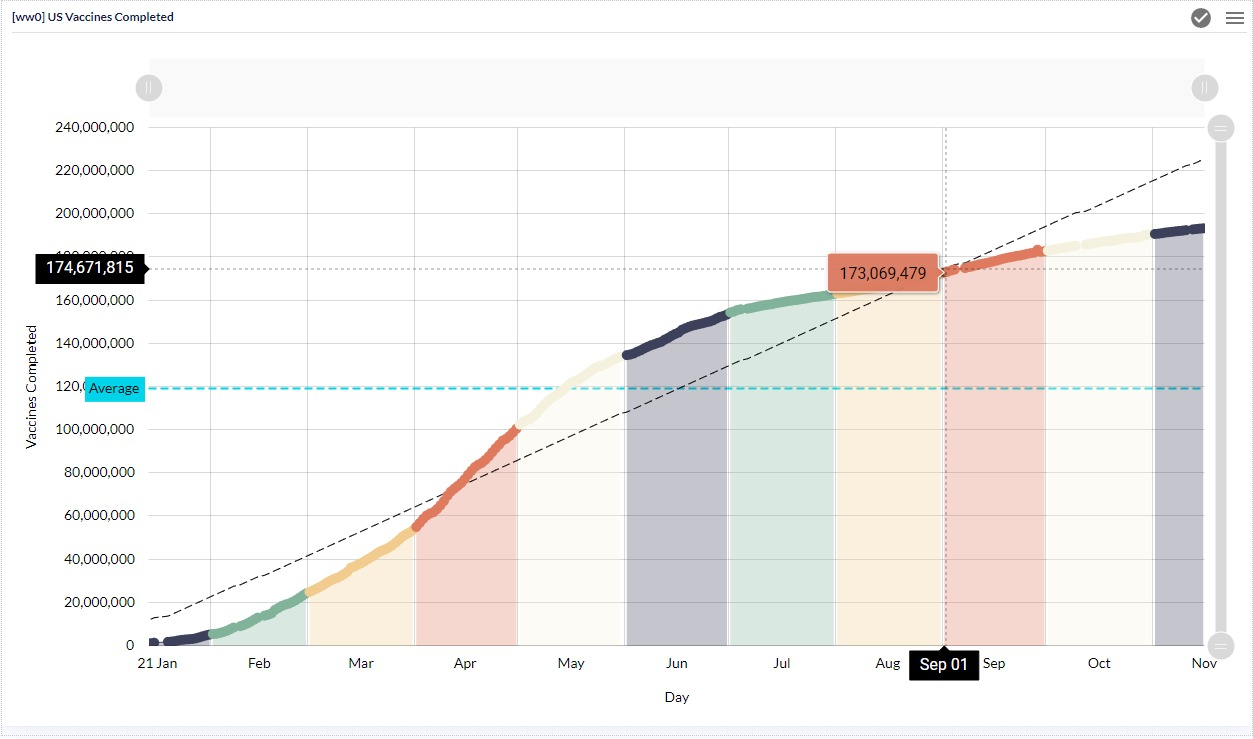 [ww0] US Vaccines Completed
240,000,000
220,000,000
200,000,000
174,671,815
173,069,479
160,000,000
140,000,000
Average
100,000,000
80,000,000
60,000,000
40,000,000
20,000,000
0
Vaccines Completed
21 Jan Feb Mar Apr May Jun Jul Aug Sep 01 Sep Oct Nov
Day